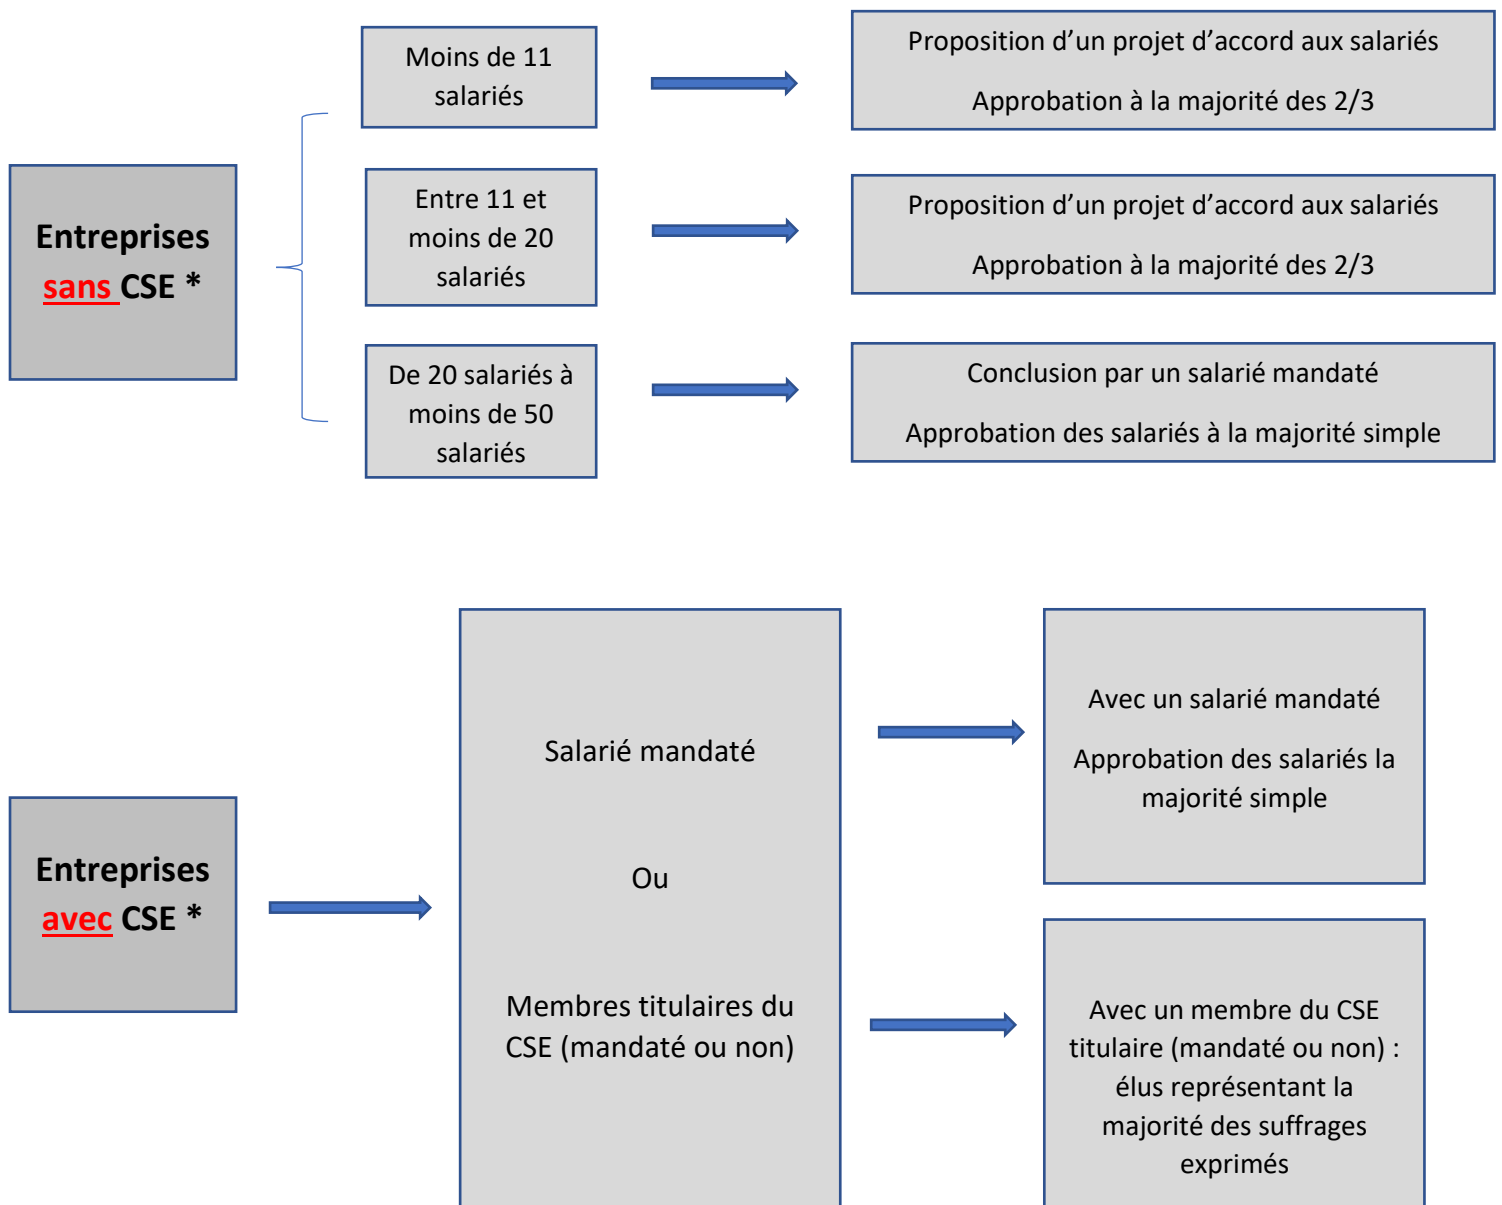 Entreprises
sans CSE *
Moins de 11
salariés
Proposition d’un projet d’accord aux salariés
Approbation à la majorité des 2/3
Entre 11 et
moins de 20
salariés
Proposition d’un projet d’accord aux salariés
Approbation à la majorité des 2/3
De 20 salariés à
moins de 50
salariés
Conclusion par un salarié mandaté
Approbation des salariés à la majorité simple
Entreprises
avec CSE *
Salarié mandaté
Ou
Membres titulaires du
CSE (mandaté ou non)
Avec un salarié mandaté
Approbation des salariés la
majorité simple
Avec un membre du CSE
titulaire (mandaté ou non) :
élus représentant la
majorité des suffrages
exprimés